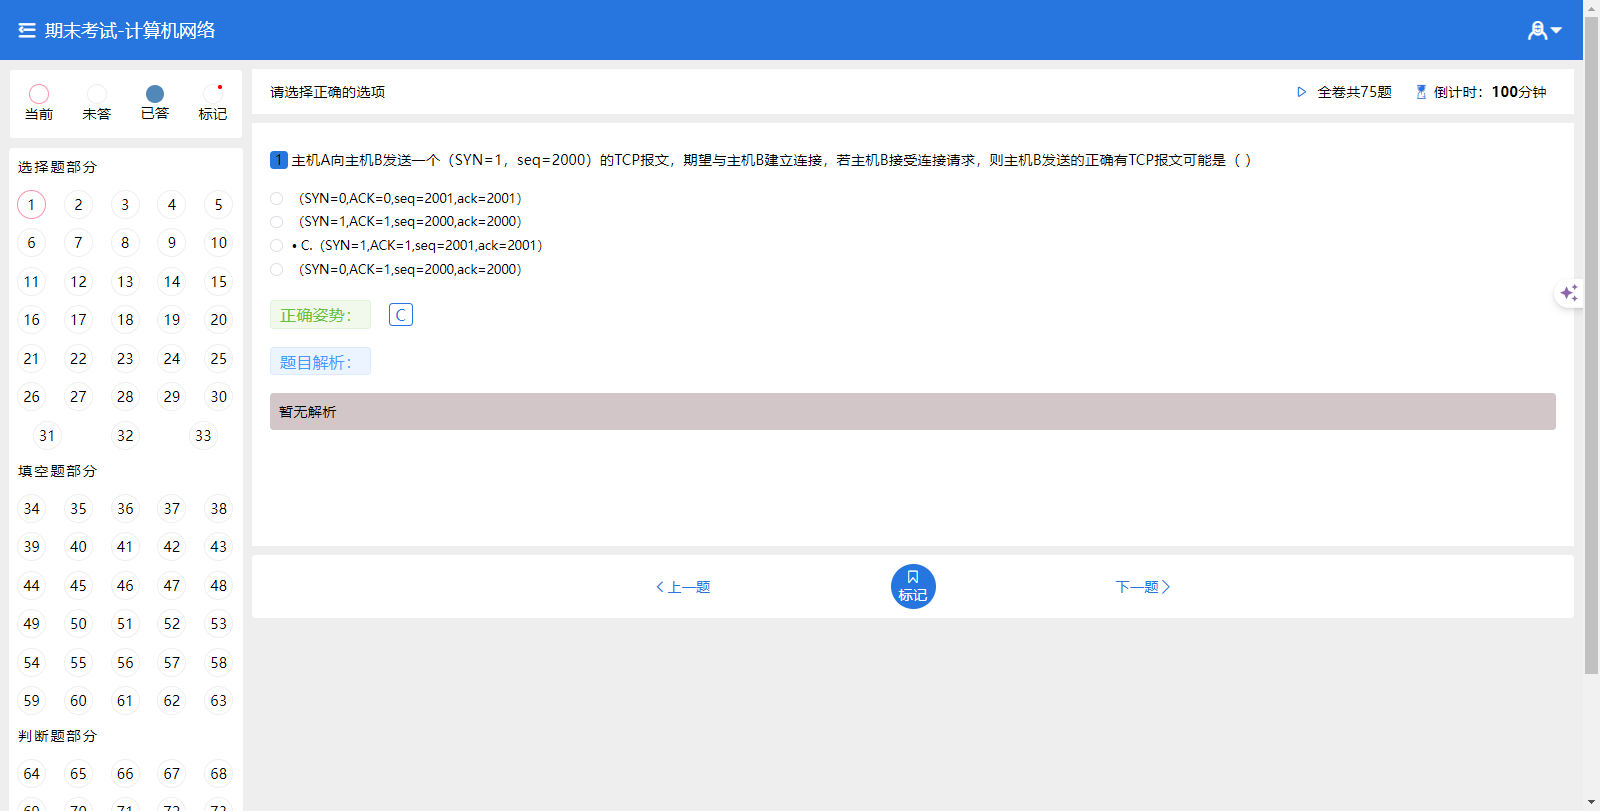 期末考试-计算机网络
当前 未答 已答 标记
选择题部分
1 2 3 4 5
6 7 8 9 10
11 12 13 14 15
16 17 18 19 20
21 22 23 24 25
26 27 28 29 30
31 32 33
填空题部分
34 35 36 37 38
39 40 41 42 43
44 45 46 47 48
49 50 51 52 53
54 55 56 57 58
59 60 61 62 63
判断题部分
64 65 66 67 68
69 70 71 72 73
请选择正确的选项
全卷共75题 倒计时：100分钟
1 主机A向主机B发送一个（SYN=1，seq=2000）的TCP报文，期望与主机B建立连接，若主机B接受连接请求，则主机B发送的正确有TCP报文可能是（ ）
（SYN=0,ACK=0,seq=2001,ack=2001）
（SYN=1,ACK=1,seq=2000,ack=2000）
• C.（SYN=1,ACK=1,seq=2001,ack=2001）
（SYN=0,ACK=1,seq=2000,ack=2000）
正确姿势： C
题目解析：
暂无解析
上一题 标记 下一题